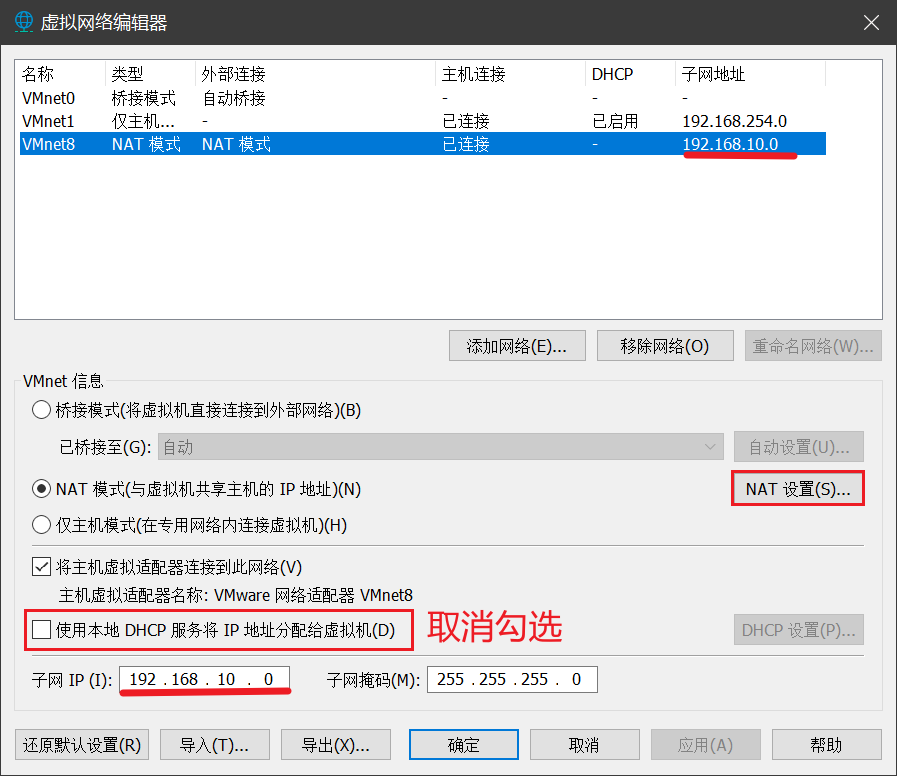 虚拟网络编辑器
名称 类型 外部连接 主机连接 DHCP 子网地址
VMnet0 桥接模式 自动桥接 - - -
VMnet1 仅主机... - 已连接 已启用 192.168.254.0
VMnet8 NAT 模式 NAT 模式 已连接 - 192.168.10.0
添加网络(E)... 移除网络(O) 重命名网络(W)...
VMnet 信息
桥接模式(将虚拟机直接连接到外部网络)(B)
已桥接至(G): 自动 自动设置(U)...
NAT 模式(与虚拟机共享主机的 IP 地址)(N) NAT 设置(S)...
仅主机模式(在专用网络内连接虚拟机)(H)
将主机虚拟适配器连接到此网络(V)
主机虚拟适配器名称: VMware 网络适配器 VMnet8
使用本地 DHCP 服务将 IP 地址分配给虚拟机(D) 取消勾选 DHCP 设置(P)...
子网 IP (I): 192 . 168 . 10 . 0 子网掩码(M): 255 . 255 . 255 . 0
还原默认设置(R) 导入(T)... 导出(X)... 确定 取消 应用(A) 帮助